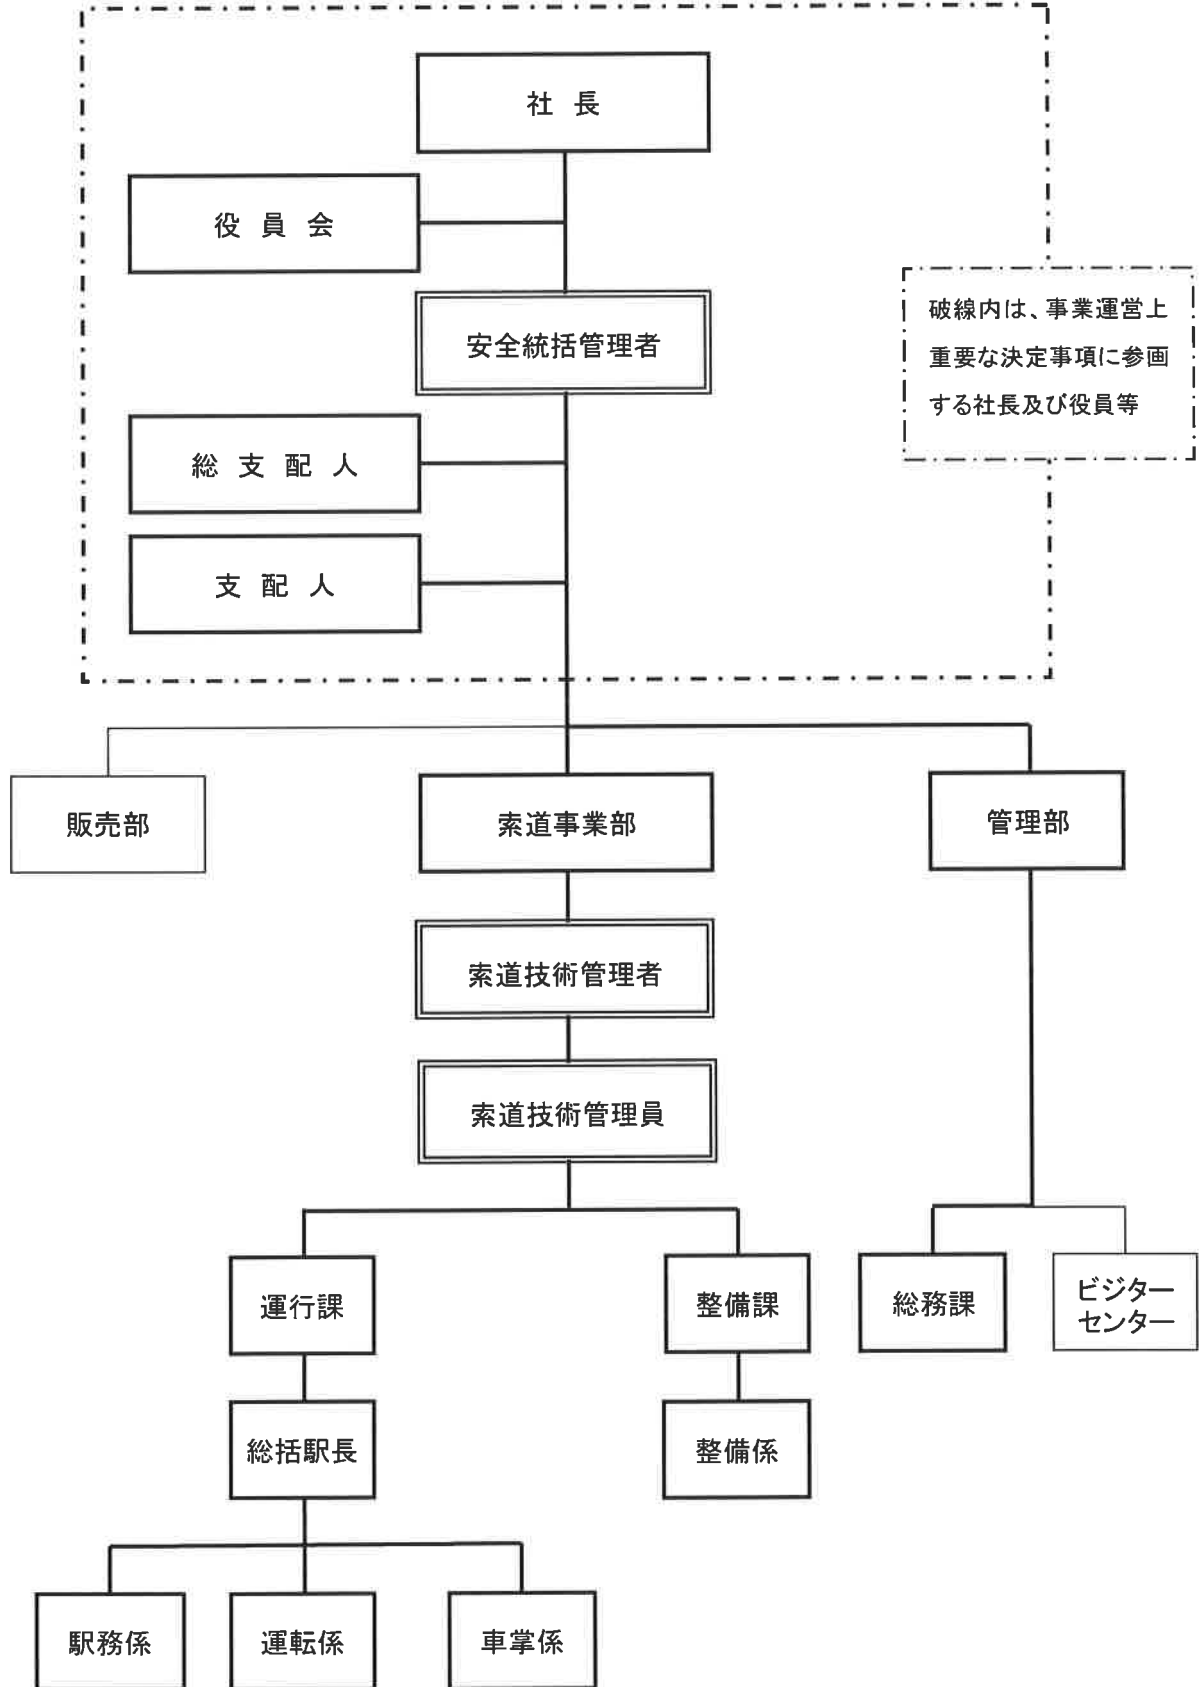 社長
役員会
安全統括管理者
破線内は、事業運営上
重要な決定事項に参画
する社長及び役員等
総支配人
支配人
販売部
索道事業部
管理部
索道技術管理者
索道技術管理員
運行課
整備課
総務課
ビジター
センター
総括駅長
整備係
駅務係
運転係
車掌係